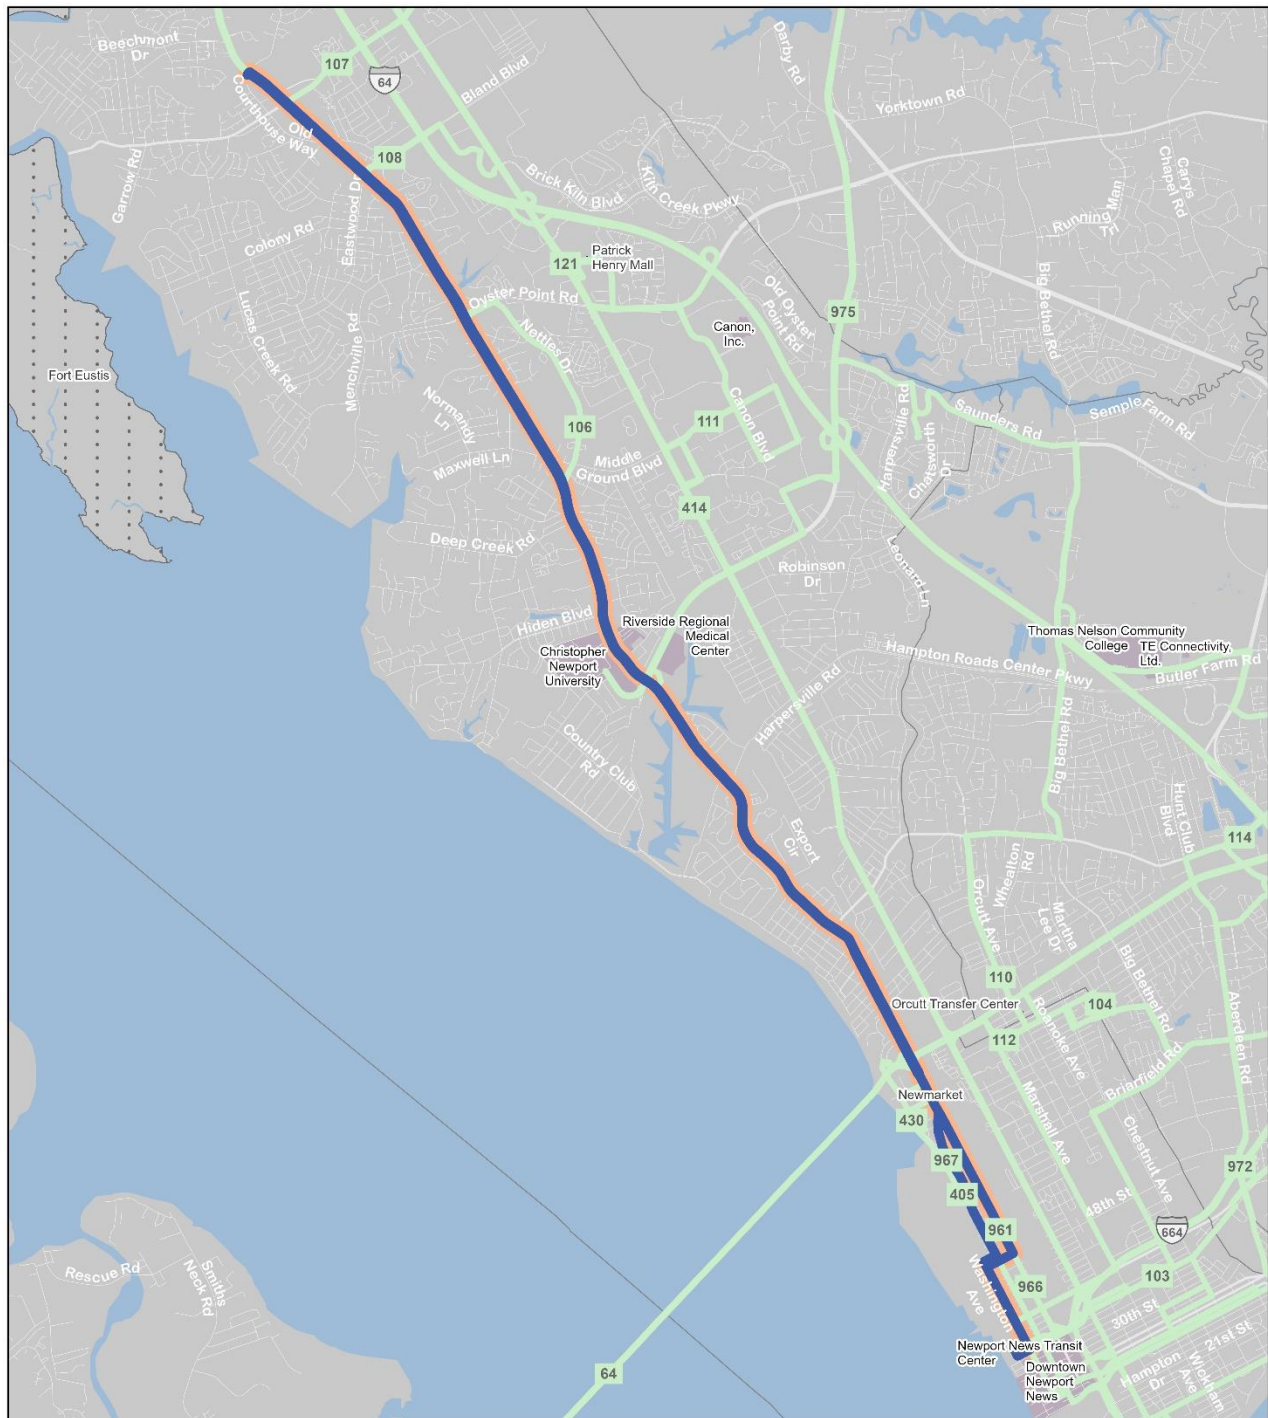 Beechmont
Dr
107
64
Bland Blvd
Darby Rd
Yorktown Rd
Courthouse Way
Old
108
Garrow Rd
Eastwood Dr
Brick Kiln Blvd
Kiln Creek Pkwy
Carys
Chapel Rd
Running Man
Trl
Colony Rd
121
Patrick
Henry Mall
Old Oyster
Point Rd
Big Bethel Rd
Oyster Point Rd
Lucas Creek Rd
Menchville Rd
Nettles Dr
Canon,
Inc.
975
Fort Eustis
Normandy
Ln
106
111
Canon Blvd
Harpersville Rd
Chatsworth
Dr
Saunders Rd
Semple Farm Rd
Maxwell Ln
Middle
Ground Blvd
414
Deep Creek Rd
Robinson
Dr
Leonard Ln
Hiden Blvd
Riverside Regional
Medical
Center
Christopher
Newport
University
Thomas Nelson Community
College
TE Connectivity,
Ltd.
Hampton Roads Center Pkwy
Butler Farm Rd
Harpersville Rd
Big Bethel Rd
Country Club
Rd
Export
Cir
Hunt Club
Blvd
114
Whealton
Rd
Orcutt Ave
Martha
Lee Dr
Big Bethel Rd
110
Orcutt Transfer Center
104
Roanoke Ave
112
Aberdeen Rd
Briarfield Rd
Newmarket
430
Marshall Ave
Chestnut Ave
967
972
405
48th St
961
664
Rescue Rd
Smiths
Neck Rd
Washington
Ave
966
103
30th St
21st St
Newport News Transit
Center
Downtown
Newport
News
Hampton
Dr
Wickham
Ave
64